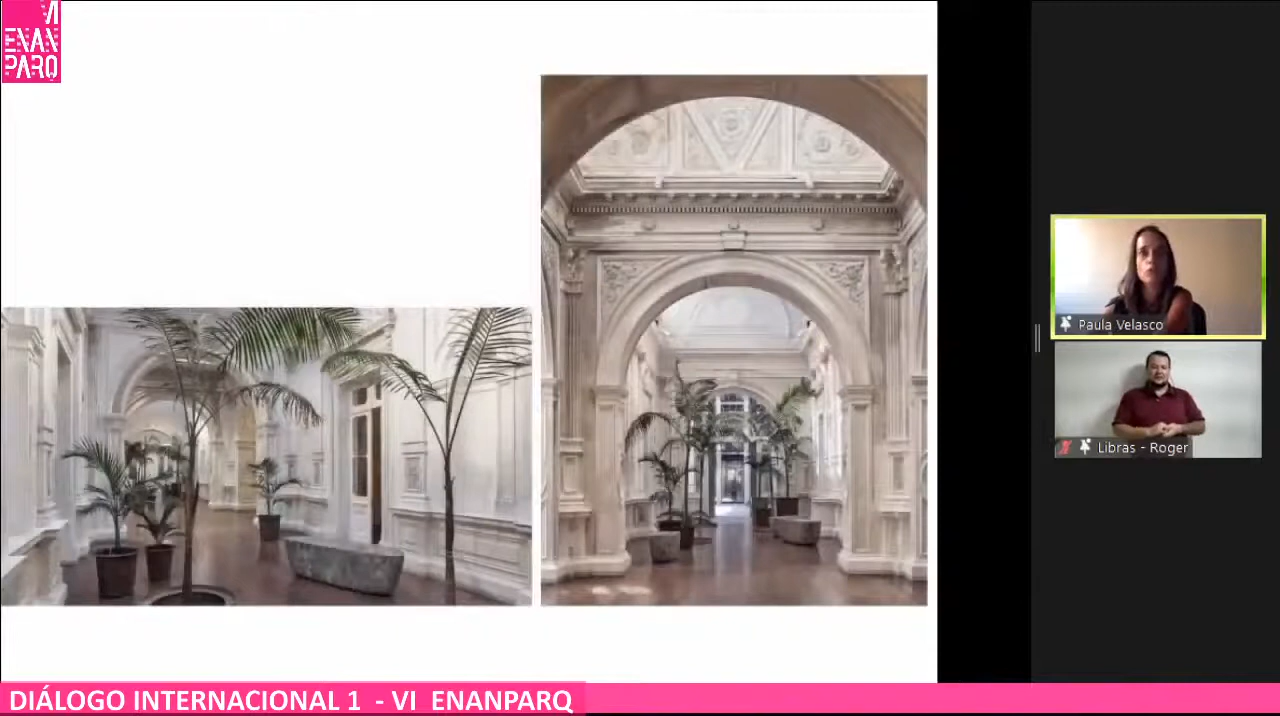 VI
ENAN
PARQ
Paula Velasco
Libras - Roger
DIÁLOGO INTERNACIONAL 1 - VI ENANPARQ